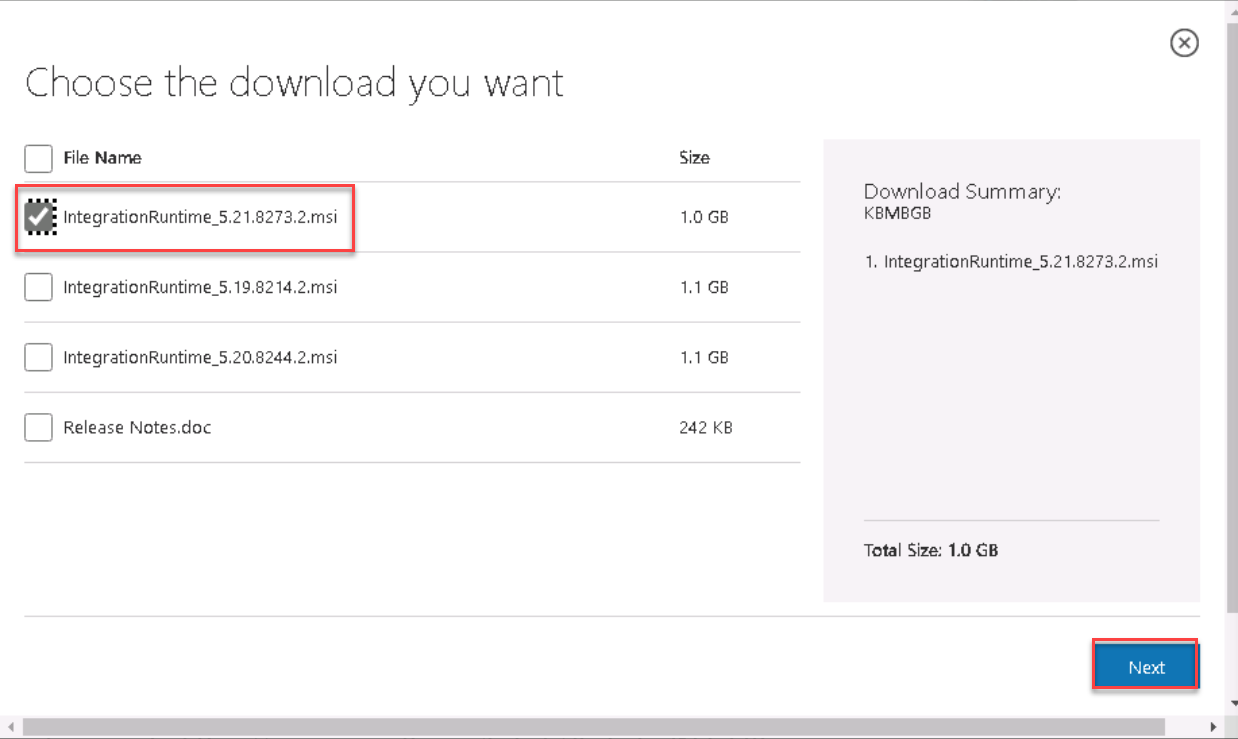 Choose the download you want
File Name Size
IntegrationRuntime_5.21.8273.2.msi 1.0 GB
IntegrationRuntime_5.19.8214.2.msi 1.1 GB
IntegrationRuntime_5.20.8244.2.msi 1.1 GB
Release Notes.doc 242 KB
Download Summary:
KBMBGB
1. IntegrationRuntime_5.21.8273.2.msi
Total Size: 1.0 GB
Next